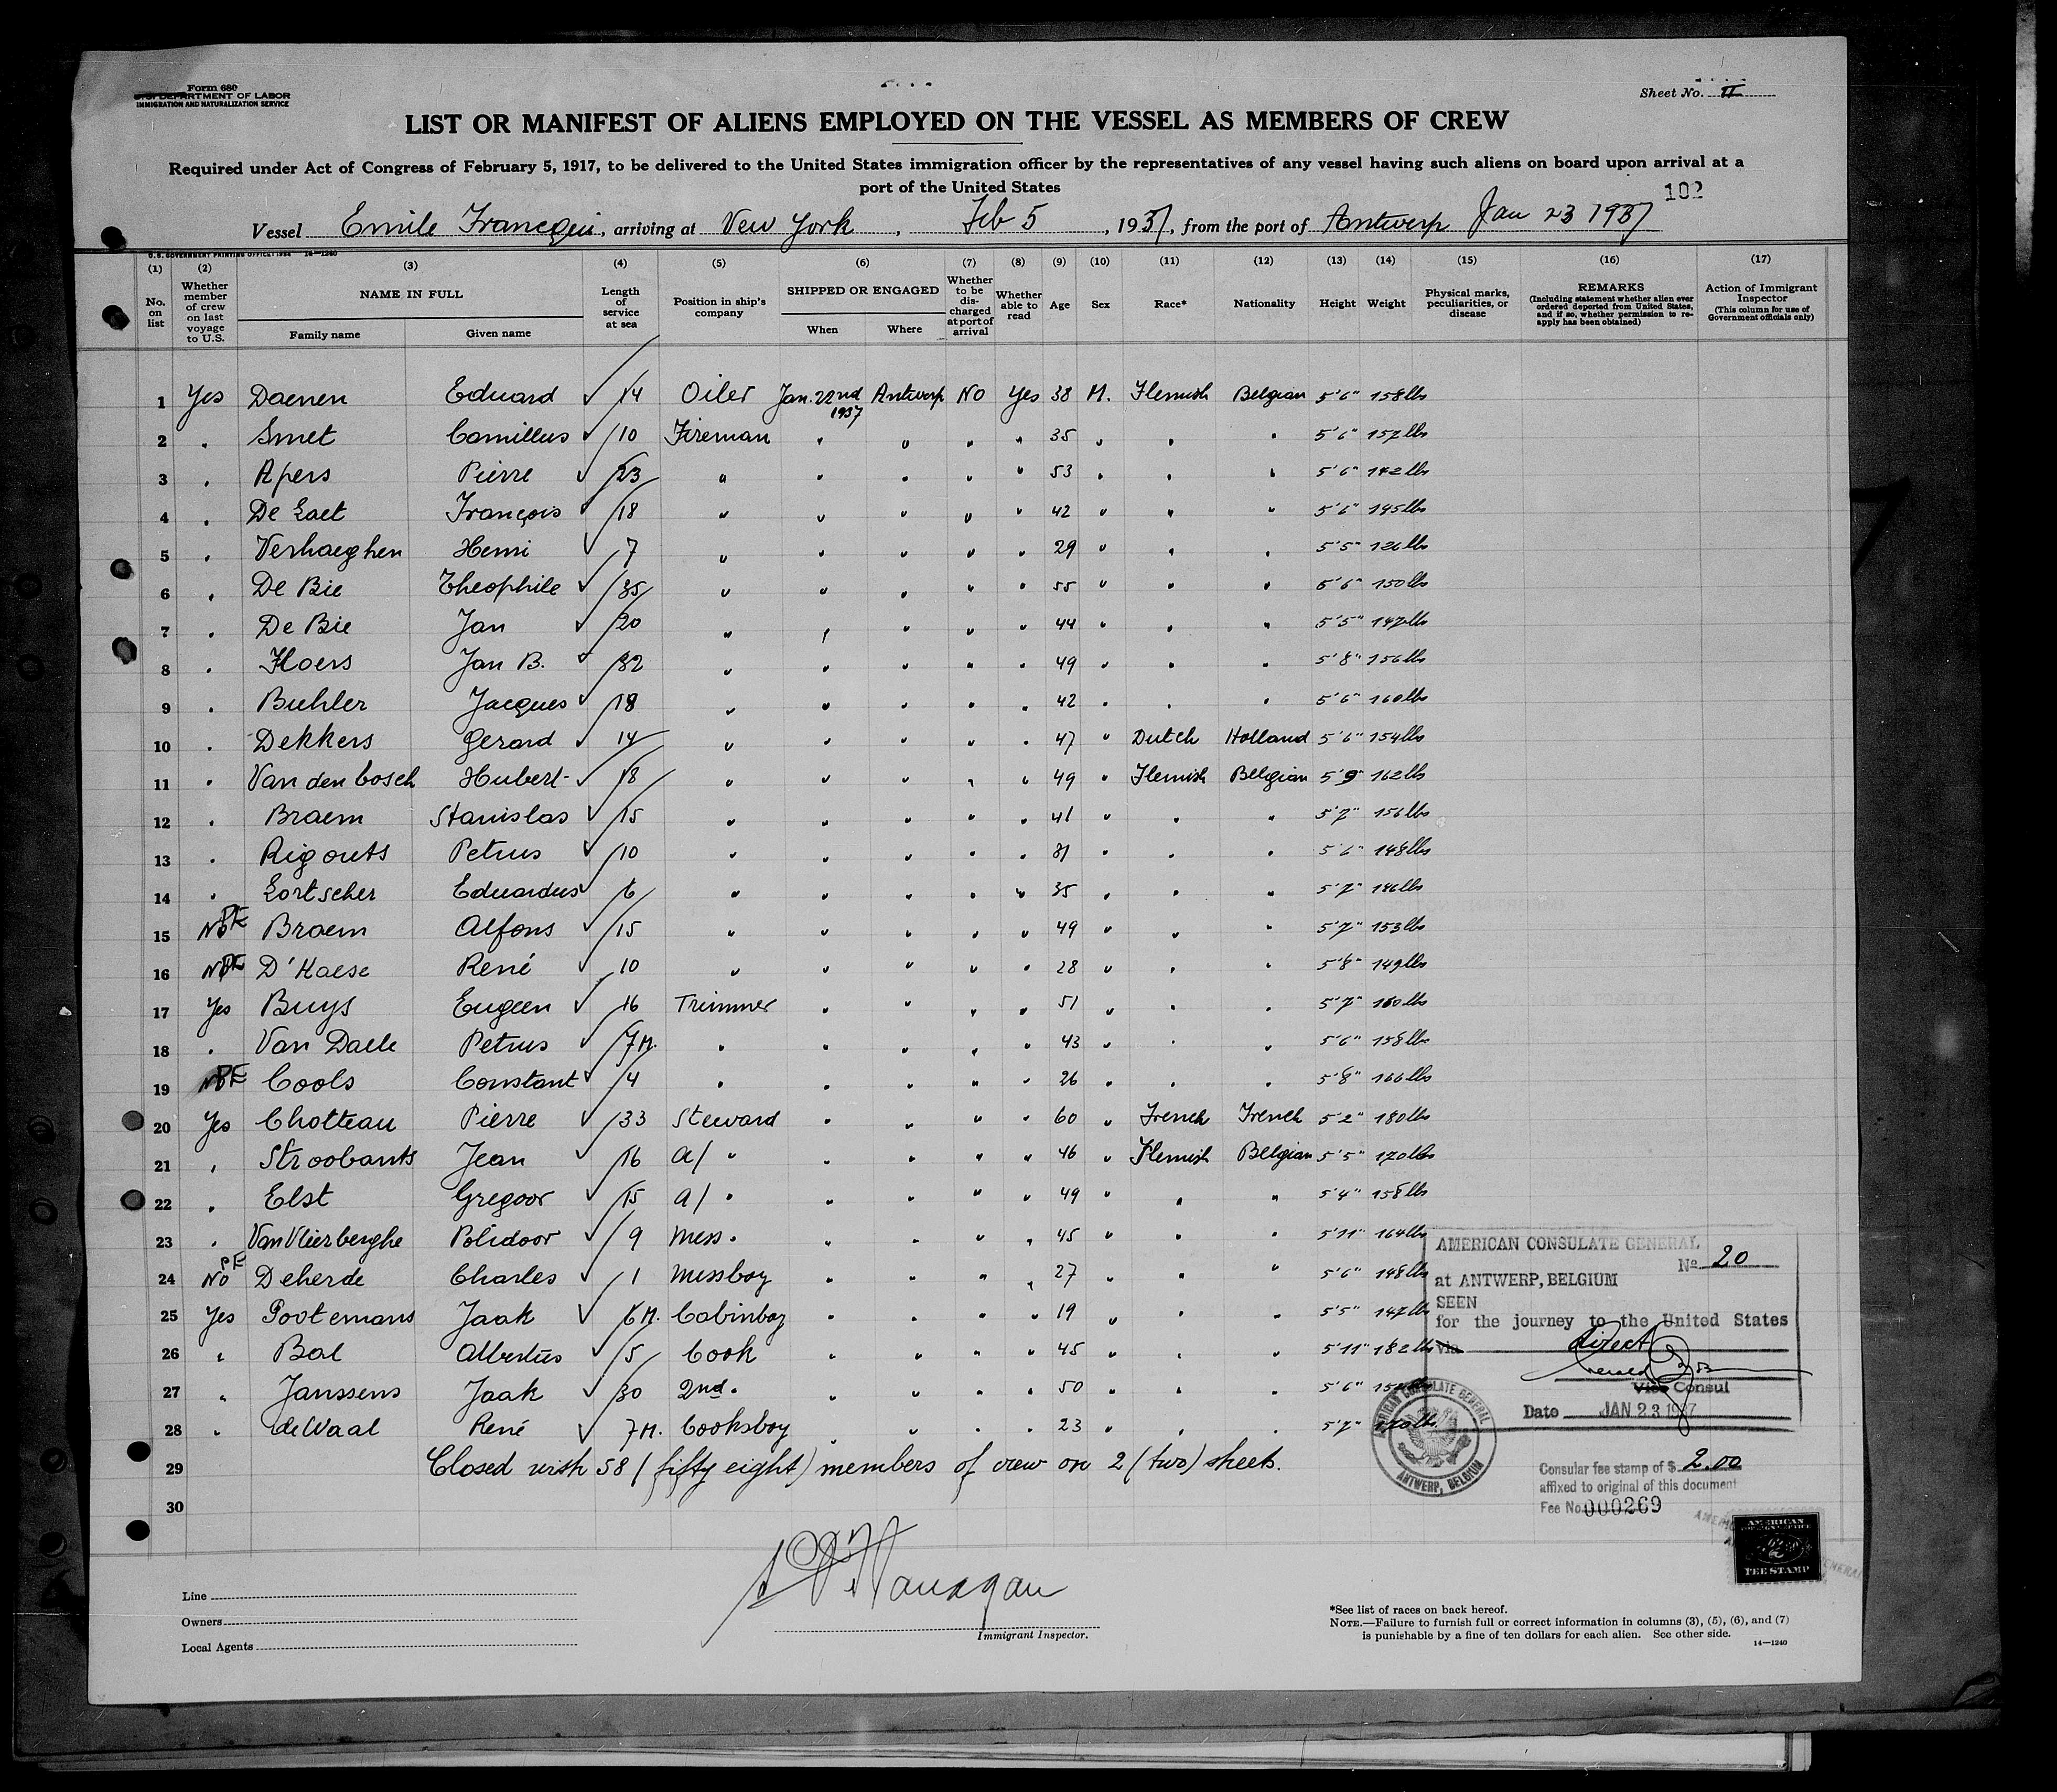 Form 680
U.S. DEPARTMENT OF LABOR
IMMIGRATION AND NATURALIZATION SERVICE
Sheet No. II
LIST OR MANIFEST OF ALIENS EMPLOYED ON THE VESSEL AS MEMBERS OF CREW
Required under Act of Congress of February 5, 1917, to be delivered to the United States immigration officer by the representatives of any vessel having such aliens on board upon arrival at a
port of the United States
102
Vessel Emile Francqui, arriving at New York, Feb 5, 1937, from the port of Antwerp Jan 23 1937
U.S. GOVERNMENT PRINTING OFFICE: 1934 14—1240
(1) (2) (3) (4) (5) (6) (7) (8) (9) (10) (11) (12) (13) (14) (15) (16) (17)
No. on list
Whether member of crew on last voyage to U.S.
NAME IN FULL
Family name Given name
Length of service at sea
Position in ship's company
SHIPPED OR ENGAGED
When Where
Whether to be discharged at port of arrival
Whether able to read
Age
Sex
Race*
Nationality
Height
Weight
Physical marks, peculiarities, or disease
REMARKS
(Including statement whether alien ever ordered deported from United States, and if so, whether permission to reapply has been obtained)
Action of Immigrant Inspector
(This column for use of Government officials only)
1 Yes Daenen Eduard 14 Oiler Jan. 22nd 1937 Antwerp No Yes 38 M. Flemish Belgian 5'6" 158lbs
2 " Smet Camillus 10 Fireman " " " " 35 " " " 5'6" 157lbs
3 " Apers Pierre 23 " " " " " 53 " " " 5'6" 142lbs
4 " De Laet François 18 " " " " " 42 " " " 5'6" 145lbs
5 " Verhaeghen Henri 7 " " " " " 29 " " " 5'5" 126lbs
6 " De Bie Theophile 35 " " " " " 55 " " " 5'6" 150lbs
7 " De Bie Jan 20 " " " " " 44 " " " 5'5" 147lbs
8 " Floers Jan B. 32 " " " " " 49 " " " 5'8" 156lbs
9 " Buhler Jacques 18 " " " " " 42 " " " 5'6" 160lbs
10 " Dekkers Gerard 14 " " " " " 47 " Dutch Holland 5'6" 154lbs
11 " Van den bosch Hubert 18 " " " " " 49 " Flemish Belgian 5'9" 162lbs
12 " Braem Stanislas 15 " " " " " 41 " " " 5'7" 156lbs
13 " Rigouts Petrus 10 " " " " " 31 " " " 5'6" 148lbs
14 " Lortscher Eduardus 6 " " " " " 35 " " " 5'7" 146lbs
15 No PE Braem Alfons 15 " " " " " 49 " " " 5'7" 153lbs
16 No PE D'Haese René 10 " " " " " 28 " " " 5'8" 149lbs
17 Yes Buys Eugeen 16 Trimmer " " " " 51 " " " 5'7" 160lbs
18 " Van Daele Petrus 7M. " " " " " 43 " " " 5'6" 158lbs
19 No PE Cools Constant 4 " " " " " 26 " " " 5'8" 166lbs
20 Yes Chotteau Pierre 33 Steward " " " " 60 " French French 5'2" 180lbs
21 " Stroobants Jean 16 a/ " " " " " 46 " Flemish Belgian 5'5" 170lbs
22 " Elst Gregoor 15 a/ " " " " " 49 " " " 5'4" 158lbs
23 " Van Vlierberghe Polidoor 9 Mess " " " " " 45 " " " 5'11" 164lbs
24 No PE Deherde Charles 1 Messboy " " " " 27 " " " 5'6" 148lbs
25 Yes Pootemans Jaak 6M. Cabinboy " " " " 19 " " " 5'5" 147lbs
26 " Bal Albertus 5 Cook " " " " 45 " " " 5'11" 182lbs
27 " Janssens Jaak 30 2nd " " " " " 50 " " " 5'6"
28 " de Waal René 7M. Cooksboy " " " " 23 " " " 5'7"
29 Closed with 58 (fifty eight) members of crew on 2 (two) sheets.
30
AMERICAN CONSULATE GENERAL
No 20
at ANTWERP, BELGIUM
SEEN
for the journey to the United States
via direct
Vice Consul
Date JAN 23 1937
AMERICAN CONSULATE GENERAL
ANTWERP, BELGIUM
Consular fee stamp of $ 2.00
affixed to original of this document
Fee No. 000269
AMERICAN
FEE STAMP
Line
Owners
Local Agents
Immigrant Inspector.
*See list of races on back hereof.
NOTE.—Failure to furnish full or correct information in columns (3), (5), (6), and (7)
is punishable by a fine of ten dollars for each alien. See other side.
14—1240